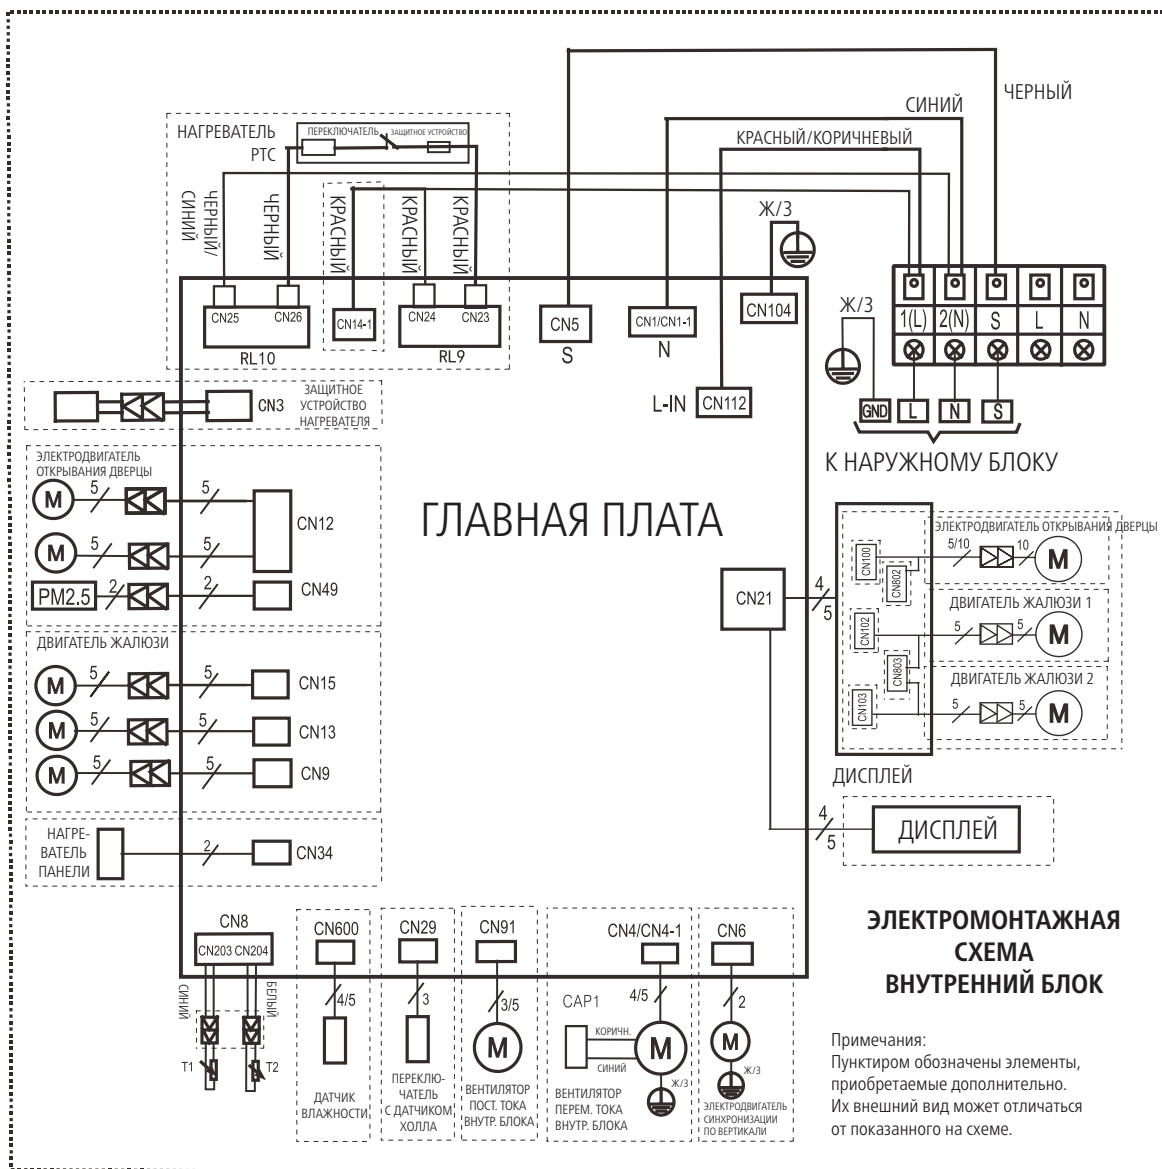 ЧЕРНЫЙ
СИНИЙ
КРАСНЫЙ/КОРИЧНЕВЫЙ
НАГРЕВАТЕЛЬ
PTC
ПЕРЕКЛЮЧАТЕЛЬ
ЗАЩИТНОЕ УСТРОЙСТВО
ЧЕРНЫЙ/
СИНИЙ
ЧЕРНЫЙ
КРАСНЫЙ
КРАСНЫЙ
КРАСНЫЙ
Ж/З
CN25
CN26
RL10
CN14-1
CN24
CN23
RL9
CN5
S
CN1/CN1-1
N
CN104
L-IN
CN112
Ж/З
1(L)
2(N)
S
L
N
GND
L
N
S
К НАРУЖНОМУ БЛОКУ
CN3
ЗАЩИТНОЕ
УСТРОЙСТВО
НАГРЕВАТЕЛЯ
ЭЛЕКТРОДВИГАТЕЛЬ
ОТКРЫВАНИЯ ДВЕРЦЫ
M
5
5
CN12
M
5
5
PM2.5
2
2
CN49
ГЛАВНАЯ ПЛАТА
ДВИГАТЕЛЬ ЖАЛЮЗИ
M
5
5
CN15
M
5
5
CN13
M
5
5
CN9
НАГРЕ-
ВАТЕЛЬ
ПАНЕЛИ
2
CN34
CN21
4
5
CN100
CN802
CN102
CN803
CN103
ЭЛЕКТРОДВИГАТЕЛЬ ОТКРЫВАНИЯ ДВЕРЦЫ
5/10
10
M
ДВИГАТЕЛЬ ЖАЛЮЗИ 1
5
5
M
ДВИГАТЕЛЬ ЖАЛЮЗИ 2
5
5
M
ДИСПЛЕЙ
4
5
ДИСПЛЕЙ
CN8
CN203
CN204
СИНИЙ
БЕЛЫЙ
T1
T2
CN600
4/5
ДАТЧИК
ВЛАЖНОСТИ
CN29
3
ПЕРЕКЛЮ-
ЧАТЕЛЬ
С ДАТЧИКОМ
ХОЛЛА
CN91
3/5
M
ВЕНТИЛЯТОР
ПОСТ. ТОКА
ВНУТР. БЛОКА
CN4/CN4-1
CAP1
4/5
КОРИЧН.
СИНИЙ
M
Ж/З
ВЕНТИЛЯТОР
ПЕРЕМ. ТОКА
ВНУТР. БЛОКА
CN6
2
M
Ж/З
ЭЛЕКТРОДВИГАТЕЛЬ
СИНХРОНИЗАЦИИ
ПО ВЕРТИКАЛИ
ЭЛЕКТРОМОНТАЖНАЯ
СХЕМА
ВНУТРЕННИЙ БЛОК
Примечания:
Пунктиром обозначены элементы,
приобретаемые дополнительно.
Их внешний вид может отличаться
от показанного на схеме.